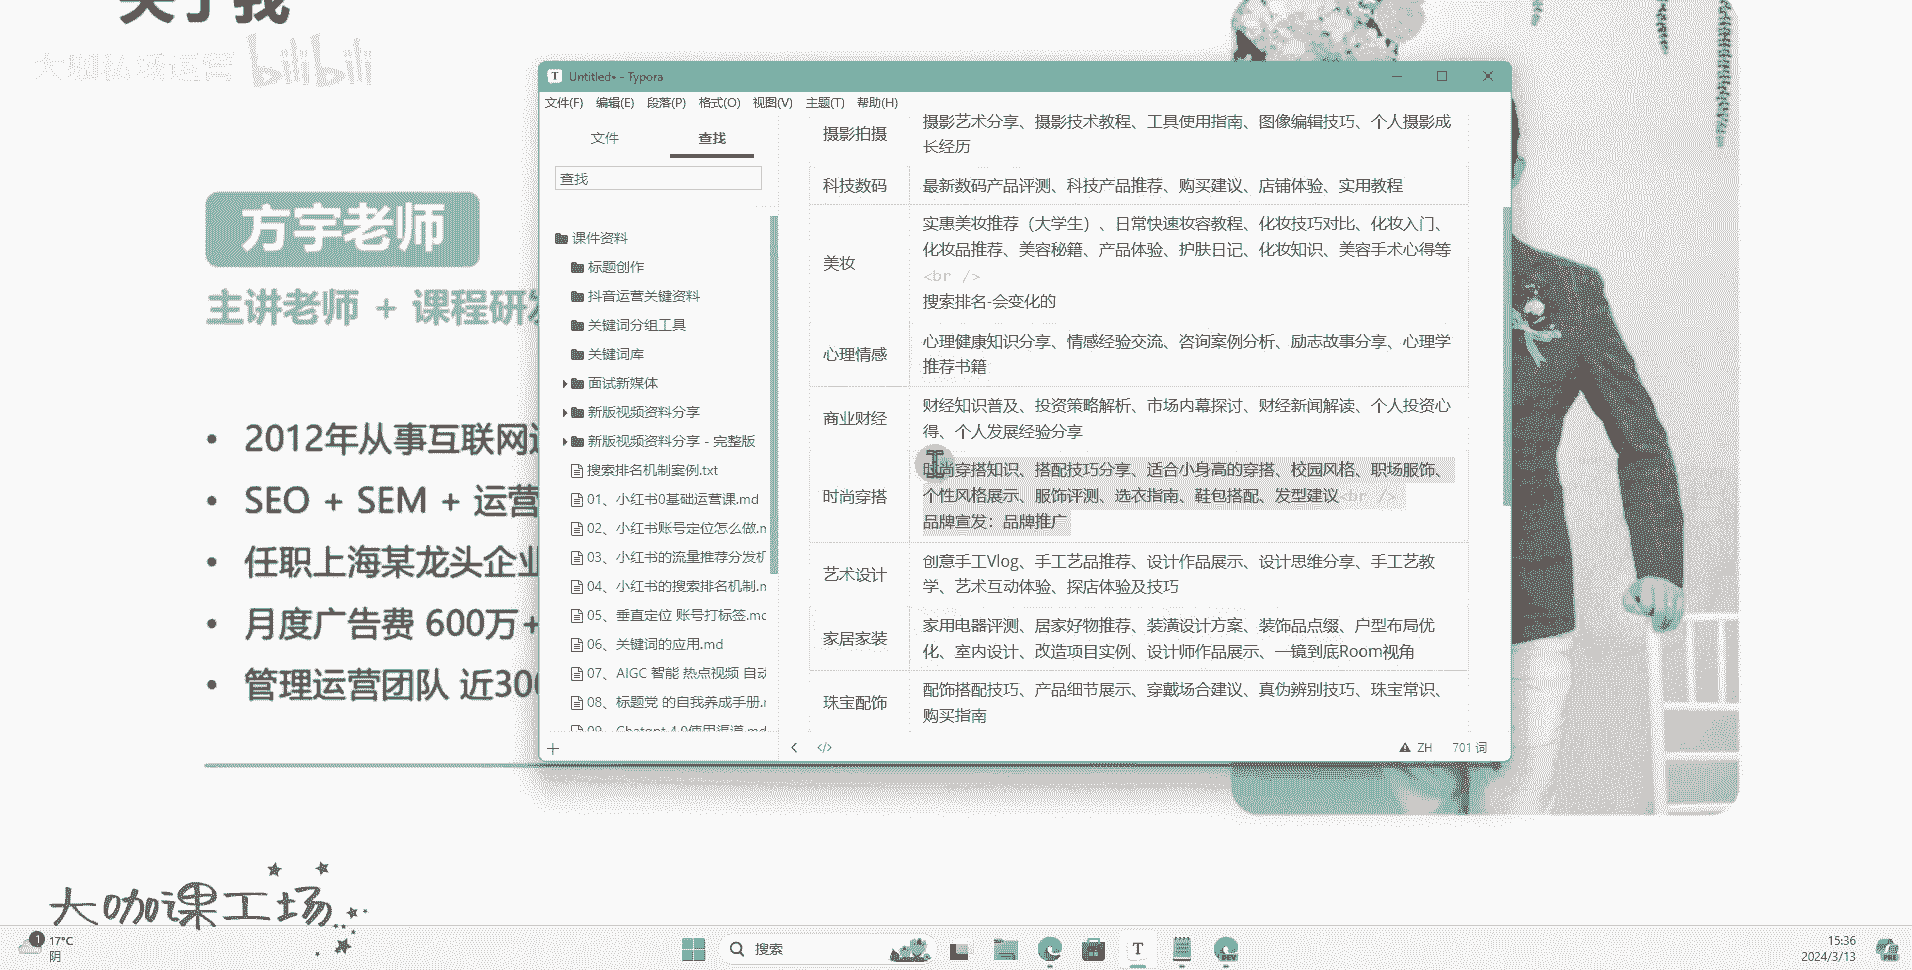 关于我
大咖私场运营 bilibili
方宇老师
主讲老师 + 课程研发
2012年从事互联网
SEO + SEM + 运营
任职上海某龙头企业
月度广告费 600万+
管理运营团队 近300
大咖课工场
Untitled• - Typora
文件(F) 编辑(E) 段落(P) 格式(O) 视图(V) 主题(T) 帮助(H)
文件 查找
查找
课件资料
标题创作
抖音运营关键资料
关键词分组工具
关键词库
面试新媒体
新版视频资料分享
新版视频资料分享 - 完整版
搜索排名机制案例.txt
01、小红书0基础运营课.md
02、小红书账号定位怎么做.m
03、小红书的流量推荐分发机
04、小红书的搜索排名机制.m
05、垂直定位 账号打标签.mc
06、关键词的应用.md
07、AIGC 智能 热点视频 自动
08、标题党 的自我养成手册.r
09、Chatgpt 4.0使用渠道.md
摄影拍摄
摄影艺术分享、摄影技术教程、工具使用指南、图像编辑技巧、个人摄影成
长经历
科技数码
最新数码产品评测、科技产品推荐、购买建议、店铺体验、实用教程
美妆
实惠美妆推荐（大学生）、日常快速妆容教程、化妆技巧对比、化妆入门、
化妆品推荐、美容秘籍、产品体验、护肤日记、化妆知识、美容手术心得等
<br />
搜索排名-会变化的
心理情感
心理健康知识分享、情感经验交流、咨询案例分析、励志故事分享、心理学
推荐书籍
商业财经
财经知识普及、投资策略解析、市场内幕探讨、财经新闻解读、个人投资心
得、个人发展经验分享
时尚穿搭
时尚穿搭知识、搭配技巧分享、适合小身高的穿搭、校园风格、职场服饰、
个性风格展示、服饰评测、选衣指南、鞋包搭配、发型建议<br />
品牌宣发：品牌推广
艺术设计
创意手工Vlog、手工艺品推荐、设计作品展示、设计思维分享、手工艺教
学、艺术互动体验、探店体验及技巧
家居家装
家用电器评测、居家好物推荐、装潢设计方案、装饰品点缀、户型布局优
化、室内设计、改造项目实例、设计师作品展示、一镜到底Room视角
珠宝配饰
配饰搭配技巧、产品细节展示、穿戴场合建议、真伪辨别技巧、珠宝常识、
购买指南
</> ZH 701 词
1 17°C
阴
搜索
T
DEV
15:36
2024/3/13
PRE